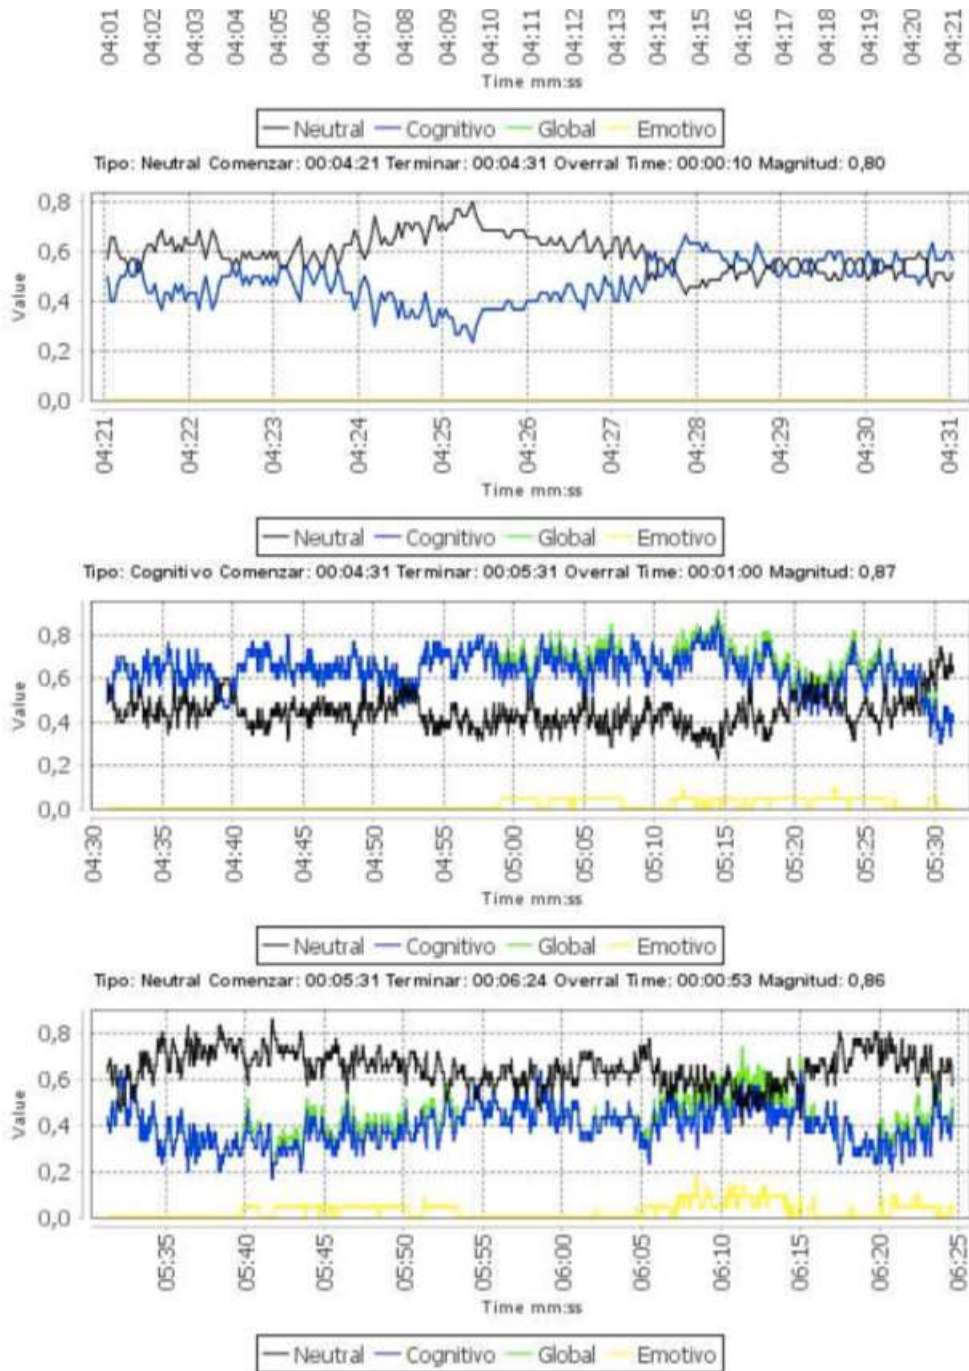 04:01 04:02 04:03 04:04 04:05 04:06 04:07 04:08 04:09 04:10 04:11 04:12 04:13 04:14 04:15 04:16 04:17 04:18 04:19 04:20 04:21
Time mm:ss
Neutral Cognitivo Global Emotivo
Tipo: Neutral Comenzar: 00:04:21 Terminar: 00:04:31 Overral Time: 00:00:10 Magnitud: 0,80
Value
0,8
0,6
0,4
0,2
0,0
04:21 04:22 04:23 04:24 04:25 04:26 04:27 04:28 04:29 04:30 04:31
Time mm:ss
Neutral Cognitivo Global Emotivo
Tipo: Cognitivo Comenzar: 00:04:31 Terminar: 00:05:31 Overral Time: 00:01:00 Magnitud: 0,87
Value
0,8
0,6
0,4
0,2
0,0
04:30 04:35 04:40 04:45 04:50 04:55 05:00 05:05 05:10 05:15 05:20 05:25 05:30
Time mm:ss
Neutral Cognitivo Global Emotivo
Tipo: Neutral Comenzar: 00:05:31 Terminar: 00:06:24 Overral Time: 00:00:53 Magnitud: 0,86
Value
0,8
0,6
0,4
0,2
0,0
05:35 05:40 05:45 05:50 05:55 06:00 06:05 06:10 06:15 06:20 06:25
Time mm:ss
Neutral Cognitivo Global Emotivo